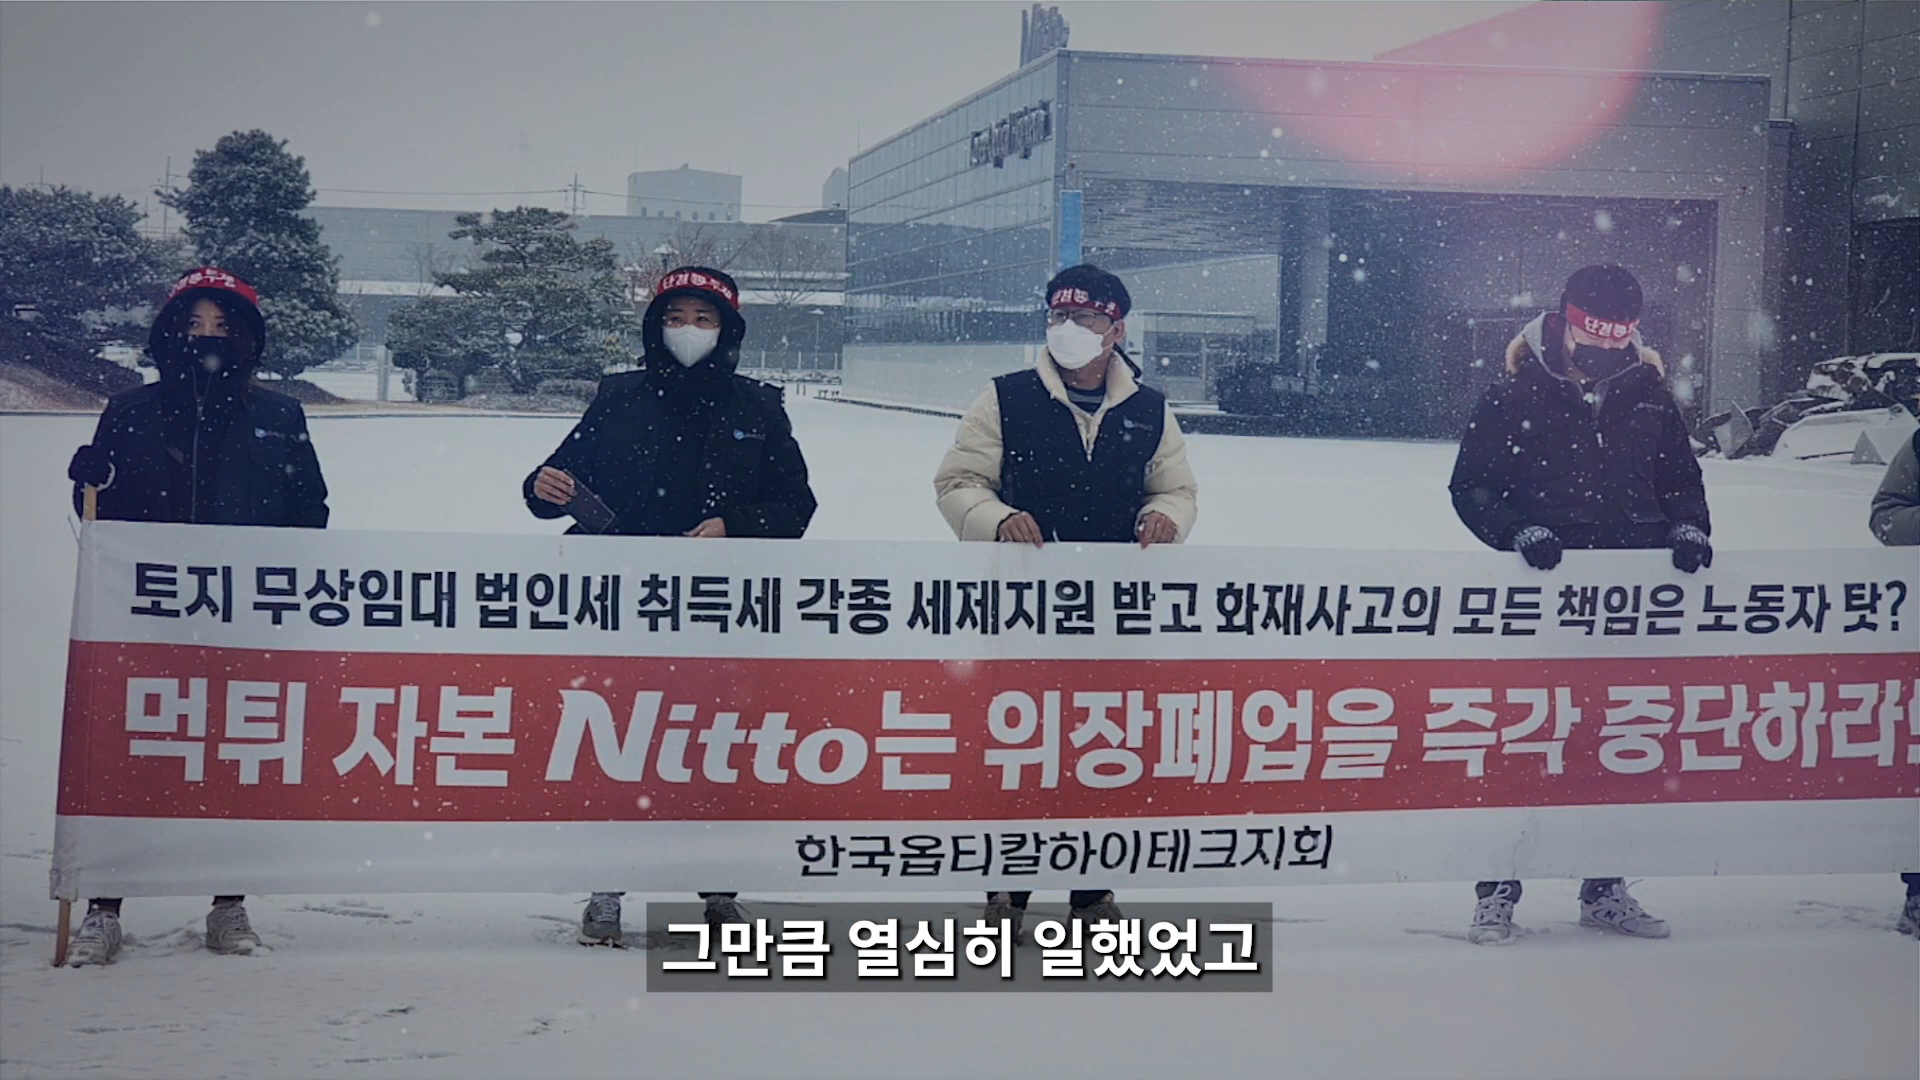 단결 투쟁
토지 무상임대 법인세 취득세 각종 세제지원 받고 화재사고의 모든 책임은 노동자 탓?
먹튀 자본 Nitto는 위장폐업을 즉각 중단하라!
한국옵티칼하이테크지회
그만큼 열심히 일했었고